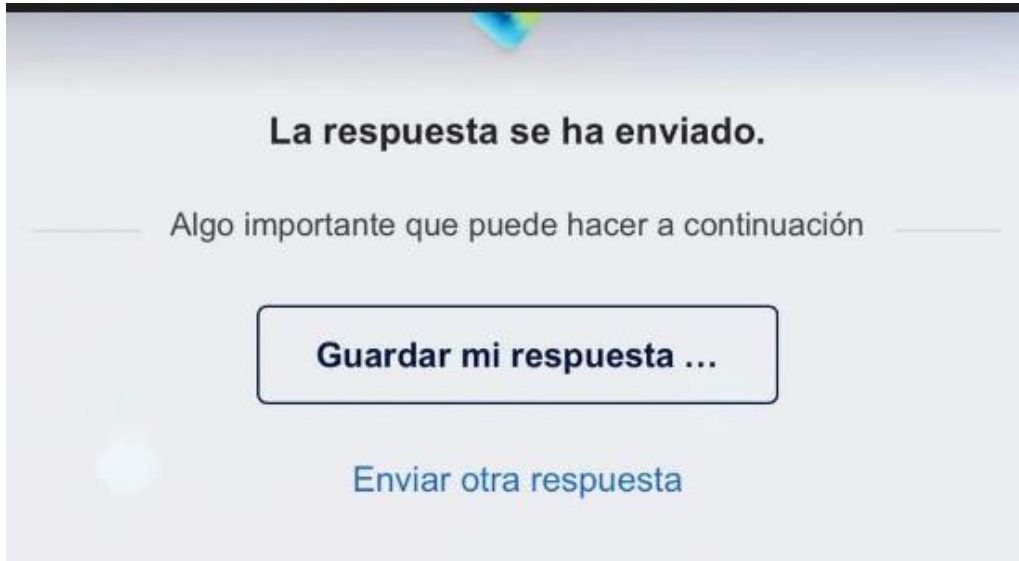 La respuesta se ha enviado.
Algo importante que puede hacer a continuación
Guardar mi respuesta ...
Enviar otra respuesta